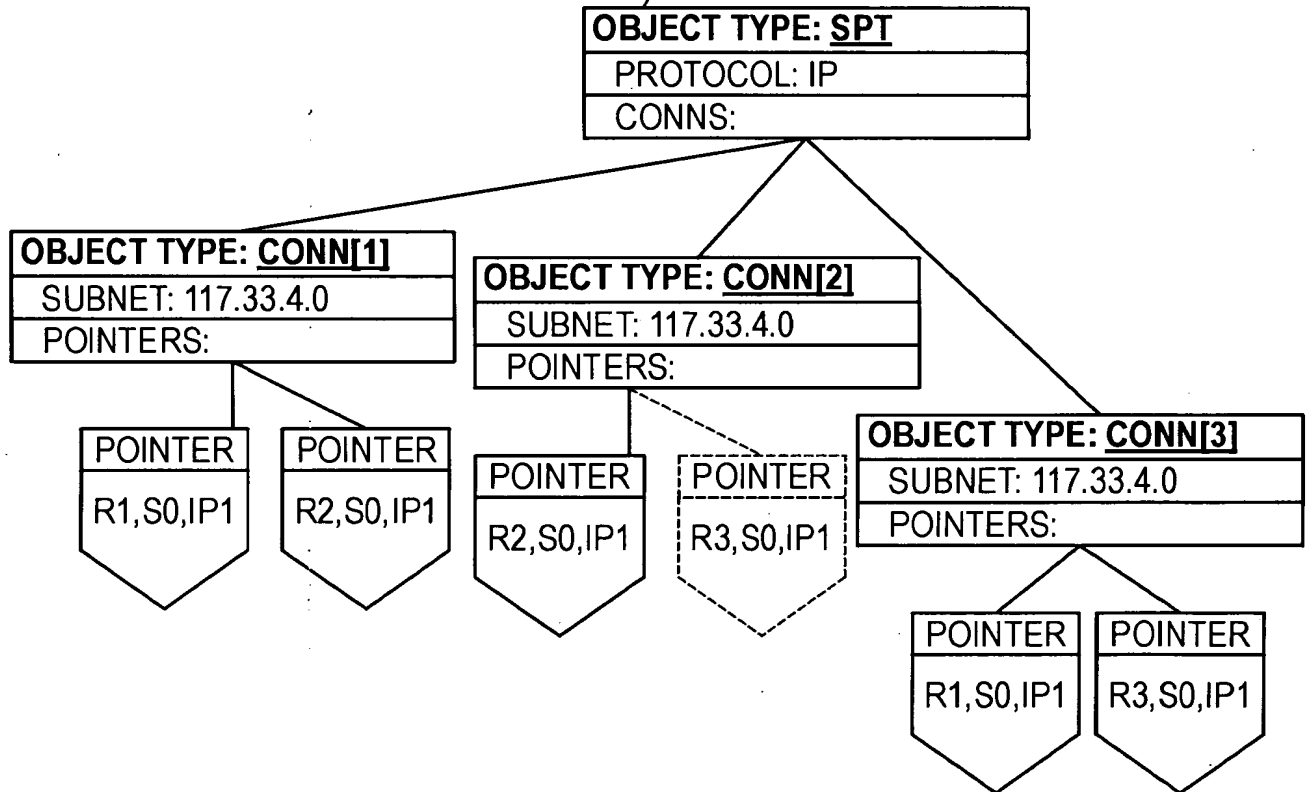 OBJECT TYPE: SPT
PROTOCOL: IP
CONNS:
OBJECT TYPE: CONN[1]
SUBNET: 117.33.4.0
POINTERS:
POINTER
R1,S0,IP1
POINTER
R2,S0,IP1
OBJECT TYPE: CONN[2]
SUBNET: 117.33.4.0
POINTERS:
POINTER
R2,S0,IP1
POINTER
R3,S0,IP1
OBJECT TYPE: CONN[3]
SUBNET: 117.33.4.0
POINTERS:
POINTER
R1,S0,IP1
POINTER
R3,S0,IP1